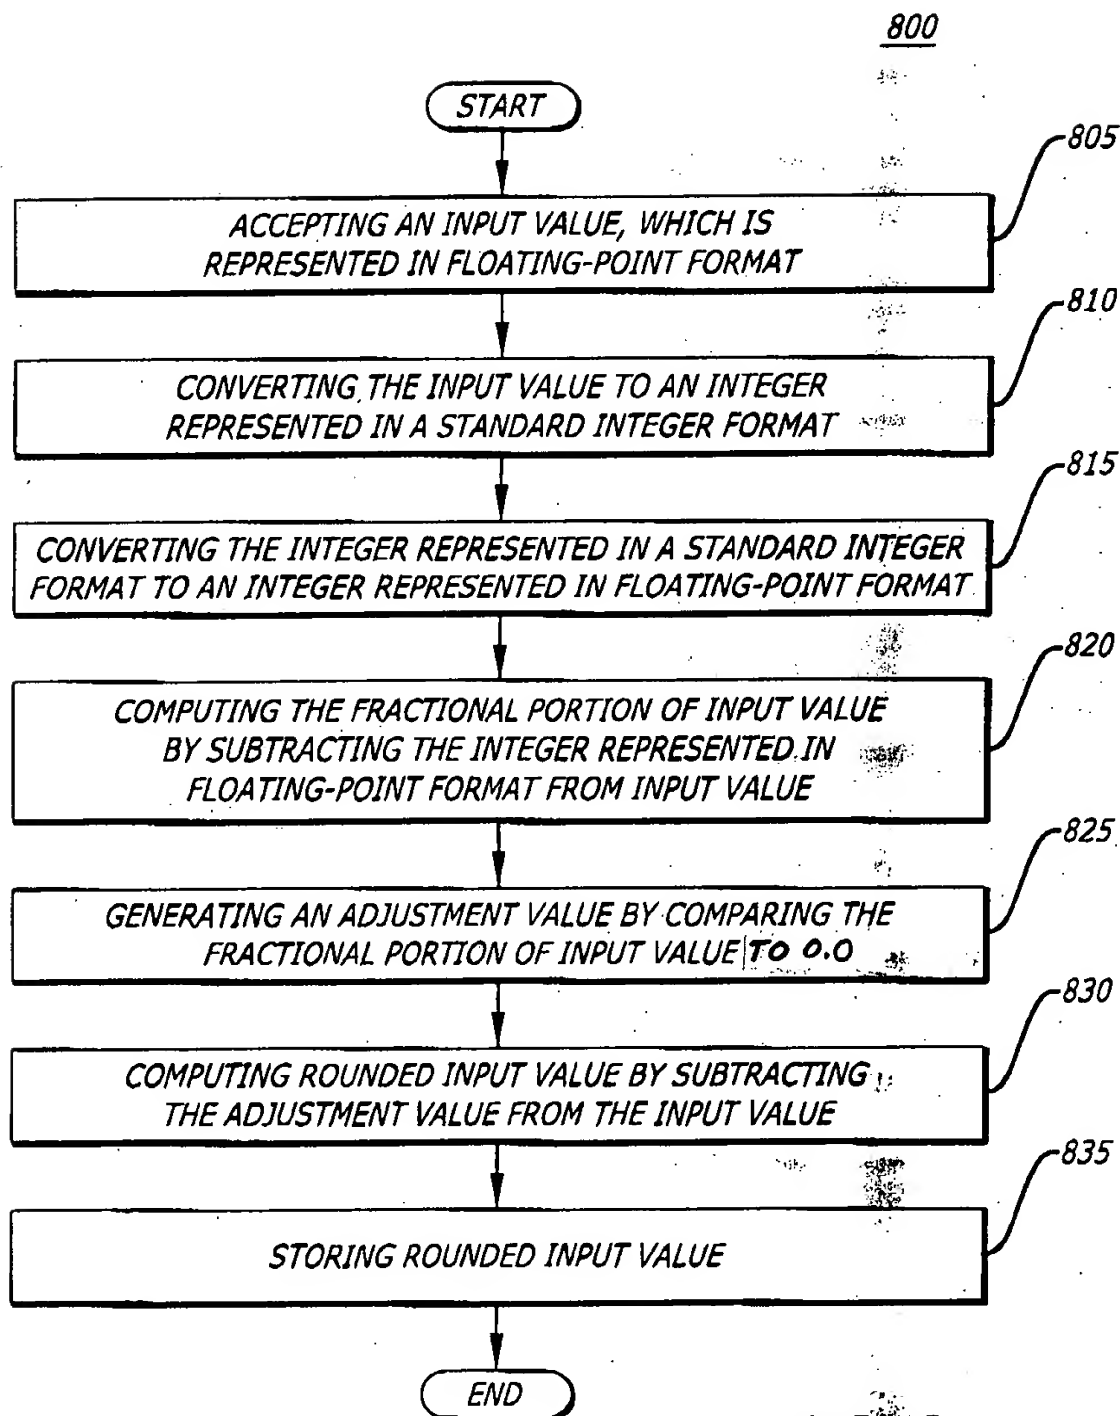 800
START
805
ACCEPTING AN INPUT VALUE, WHICH IS
REPRESENTED IN FLOATING-POINT FORMAT
810
CONVERTING THE INPUT VALUE TO AN INTEGER
REPRESENTED IN A STANDARD INTEGER FORMAT
815
CONVERTING THE INTEGER REPRESENTED IN A STANDARD INTEGER
FORMAT TO AN INTEGER REPRESENTED IN FLOATING-POINT FORMAT
820
COMPUTING THE FRACTIONAL PORTION OF INPUT VALUE
BY SUBTRACTING THE INTEGER REPRESENTED IN
FLOATING-POINT FORMAT FROM INPUT VALUE
825
GENERATING AN ADJUSTMENT VALUE BY COMPARING THE
FRACTIONAL PORTION OF INPUT VALUE TO 0.0
830
COMPUTING ROUNDED INPUT VALUE BY SUBTRACTING
THE ADJUSTMENT VALUE FROM THE INPUT VALUE
835
STORING ROUNDED INPUT VALUE
END